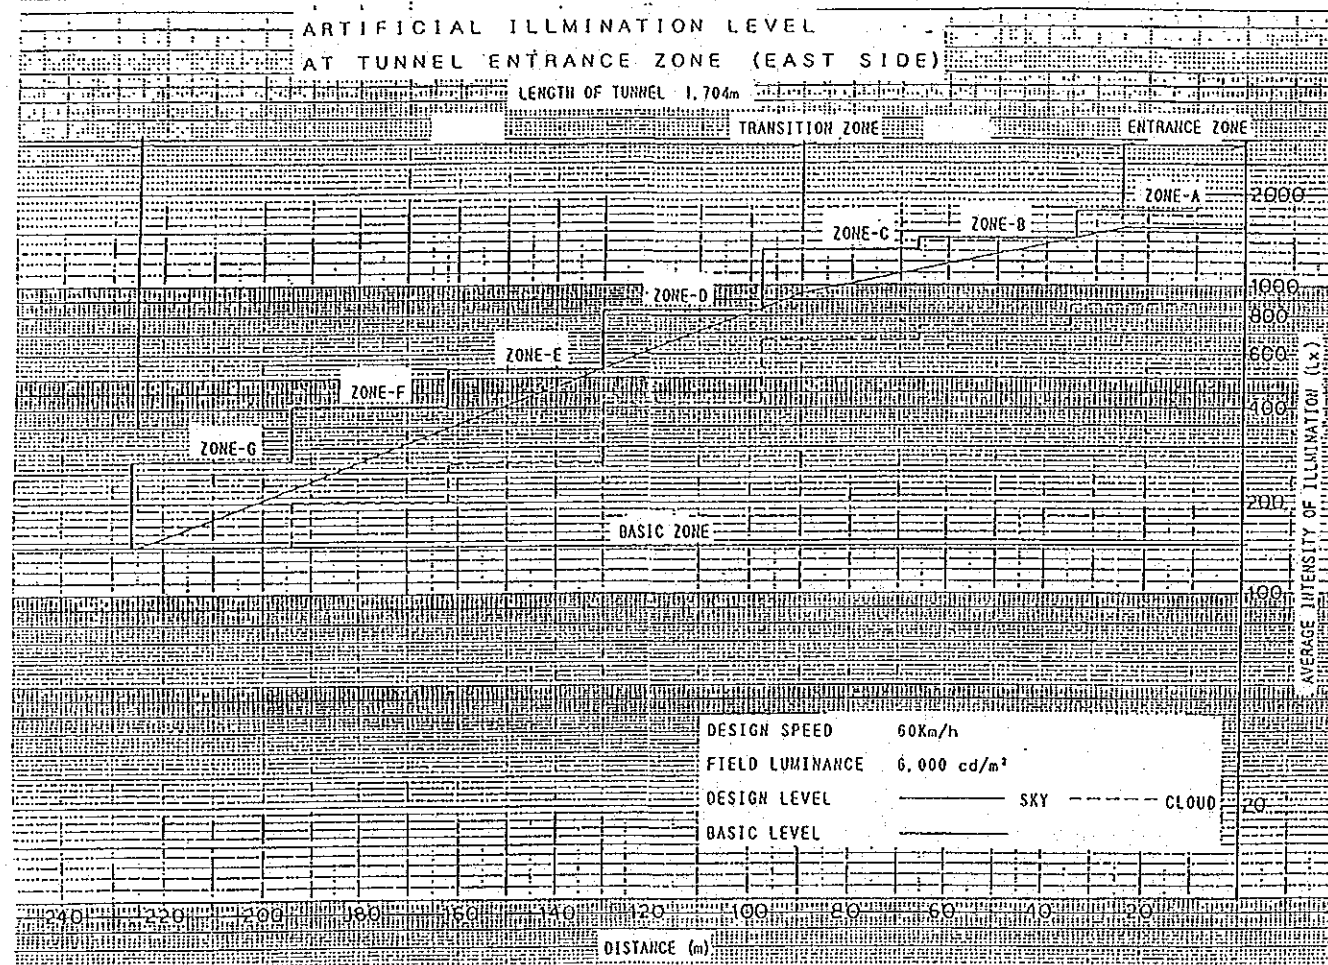 ARTIFICIAL ILLMINATION LEVEL
AT TUNNEL ENTRANCE ZONE (EAST SIDE)
LENGTH OF TUNNEL 1,704m
TRANSITION ZONE
ENTRANCE ZONE
ZONE-A
2000
ZONE-B
ZONE-C
1000
ZONE-D
800
ZONE-E
600
ZONE-F
400
ZONE-G
200
BASIC ZONE
100
AVERAGE INTENSITY OF ILLMINATION (Lx)
DESIGN SPEED 60Km/h
FIELD LUMINANCE 6,000 cd/m²
DESIGN LEVEL SKY CLOUD
20
BASIC LEVEL
240 220 200 180 160 140 120 100 80 60 40 20
DISTANCE (m)